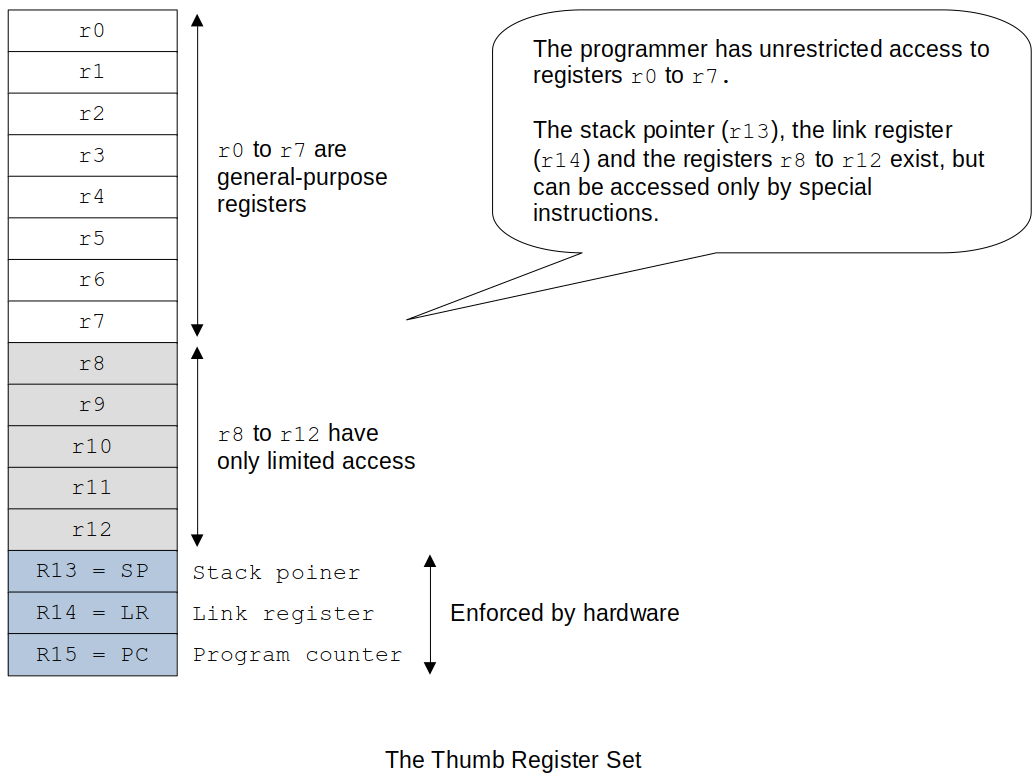 r0
r1
r2
r3
r4
r5
r6
r7
r8
r9
r10
r11
r12
R13 = SP
R14 = LR
R15 = PC
r0 to r7 are
general-purpose
registers
r8 to r12 have
only limited access
Stack poiner
Link register
Program counter
Enforced by hardware
The programmer has unrestricted access to
registers r0 to r7.
The stack pointer (r13), the link register
(r14) and the registers r8 to r12 exist, but
can be accessed only by special
instructions.
The Thumb Register Set